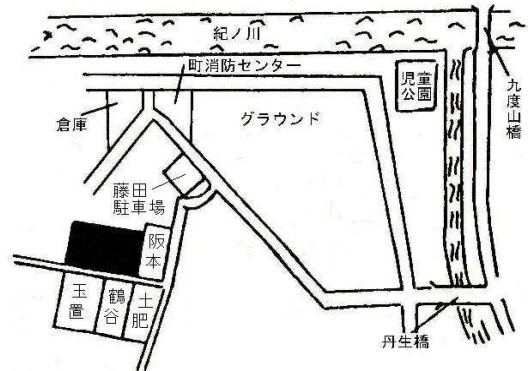 紀ノ川
町消防センター
児童
公園
九度山橋
倉庫
グラウンド
藤田
駐車場
阪本
玉置
鶴谷
土肥
丹生橋